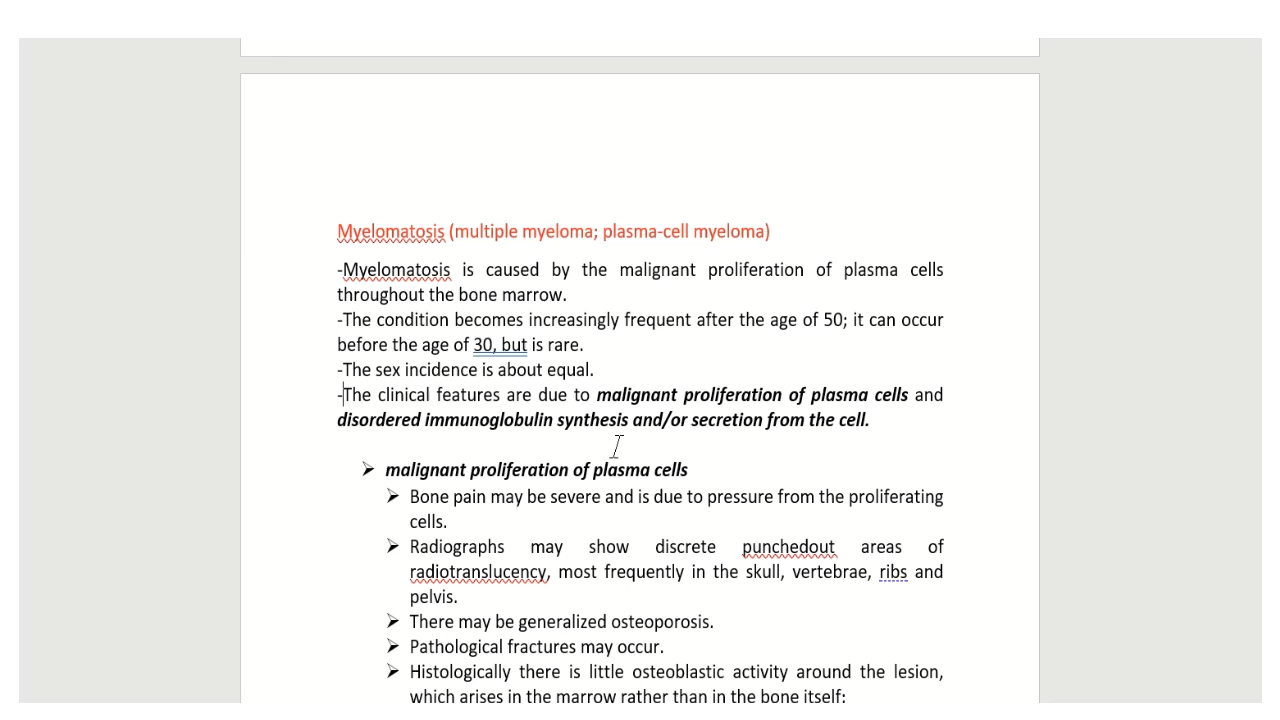 Myelomatosis (multiple myeloma; plasma-cell myeloma)
-Myelomatosis is caused by the malignant proliferation of plasma cells
throughout the bone marrow.
-The condition becomes increasingly frequent after the age of 50; it can occur
before the age of 30, but is rare.
-The sex incidence is about equal.
-The clinical features are due to malignant proliferation of plasma cells and
disordered immunoglobulin synthesis and/or secretion from the cell.
➢ malignant proliferation of plasma cells
➢ Bone pain may be severe and is due to pressure from the proliferating
cells.
➢ Radiographs may show discrete punchedout areas of
radiotranslucency, most frequently in the skull, vertebrae, ribs and
pelvis.
➢ There may be generalized osteoporosis.
➢ Pathological fractures may occur.
➢ Histologically there is little osteoblastic activity around the lesion,
which arises in the marrow rather than in the bone itself;